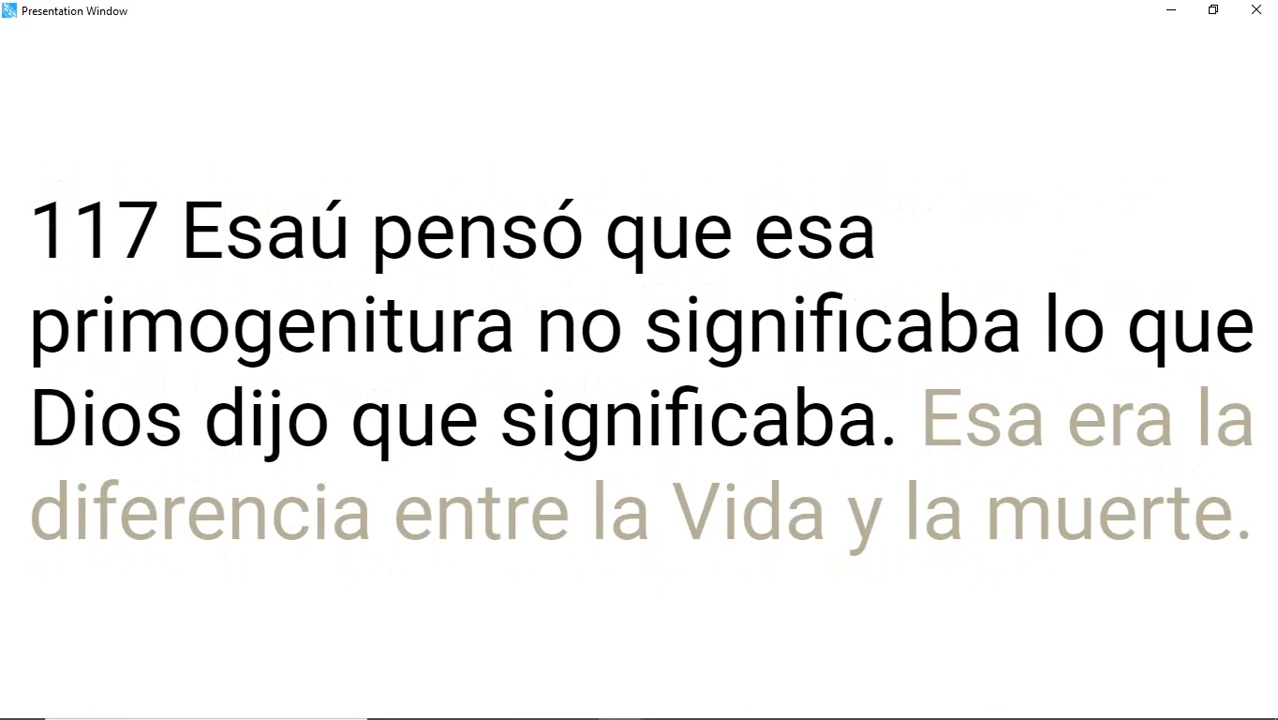 Presentation Window
117 Esaú pensó que esa
primogenitura no significaba lo que
Dios dijo que significaba. Esa era la
diferencia entre la Vida y la muerte.